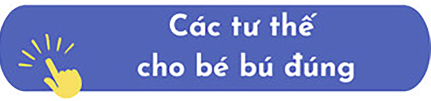 Các tư thế
cho bé bú đúng